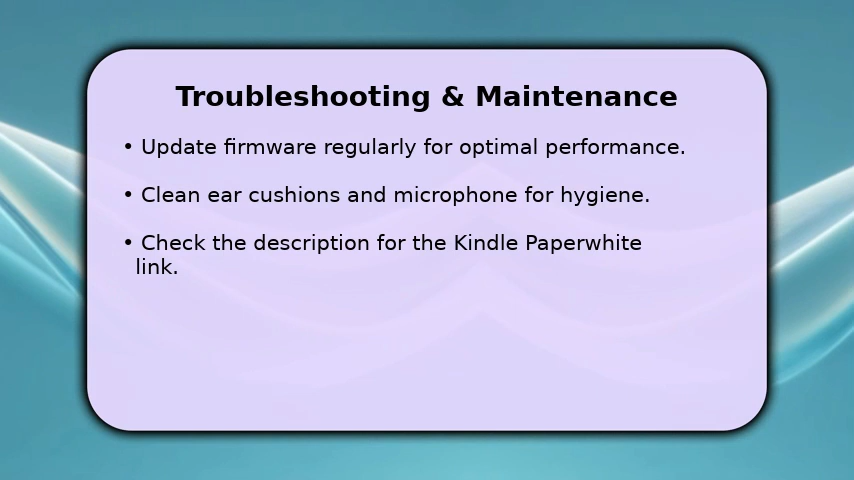 Troubleshooting & Maintenance
• Update firmware regularly for optimal performance.
• Clean ear cushions and microphone for hygiene.
• Check the description for the Kindle Paperwhite
link.